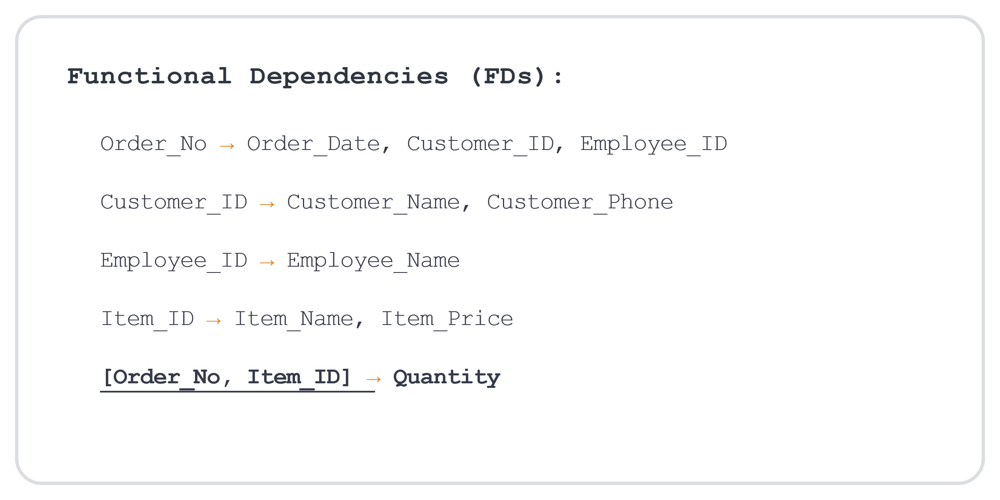 Functional Dependencies (FDs):
Order_No → Order_Date, Customer_ID, Employee_ID
Customer_ID → Customer_Name, Customer_Phone
Employee_ID → Employee_Name
Item_ID → Item_Name, Item_Price
[Order_No, Item_ID] → Quantity